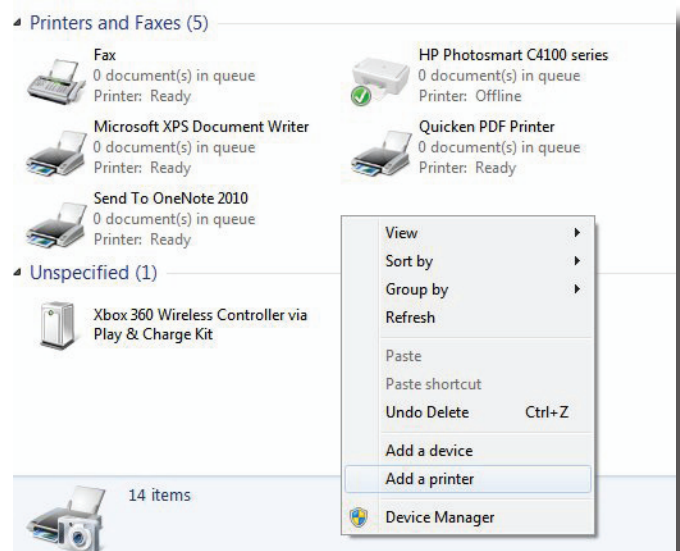 Printers and Faxes (5)
Fax
0 document(s) in queue
Printer: Ready
HP Photosmart C4100 series
0 document(s) in queue
Printer: Offline
Microsoft XPS Document Writer
0 document(s) in queue
Printer: Ready
Quicken PDF Printer
0 document(s) in queue
Printer: Ready
Send To OneNote 2010
0 document(s) in queue
Printer: Ready
Unspecified (1)
Xbox 360 Wireless Controller via
Play & Charge Kit
View
Sort by
Group by
Refresh
Paste
Paste shortcut
Undo Delete Ctrl+Z
Add a device
Add a printer
Device Manager
14 items